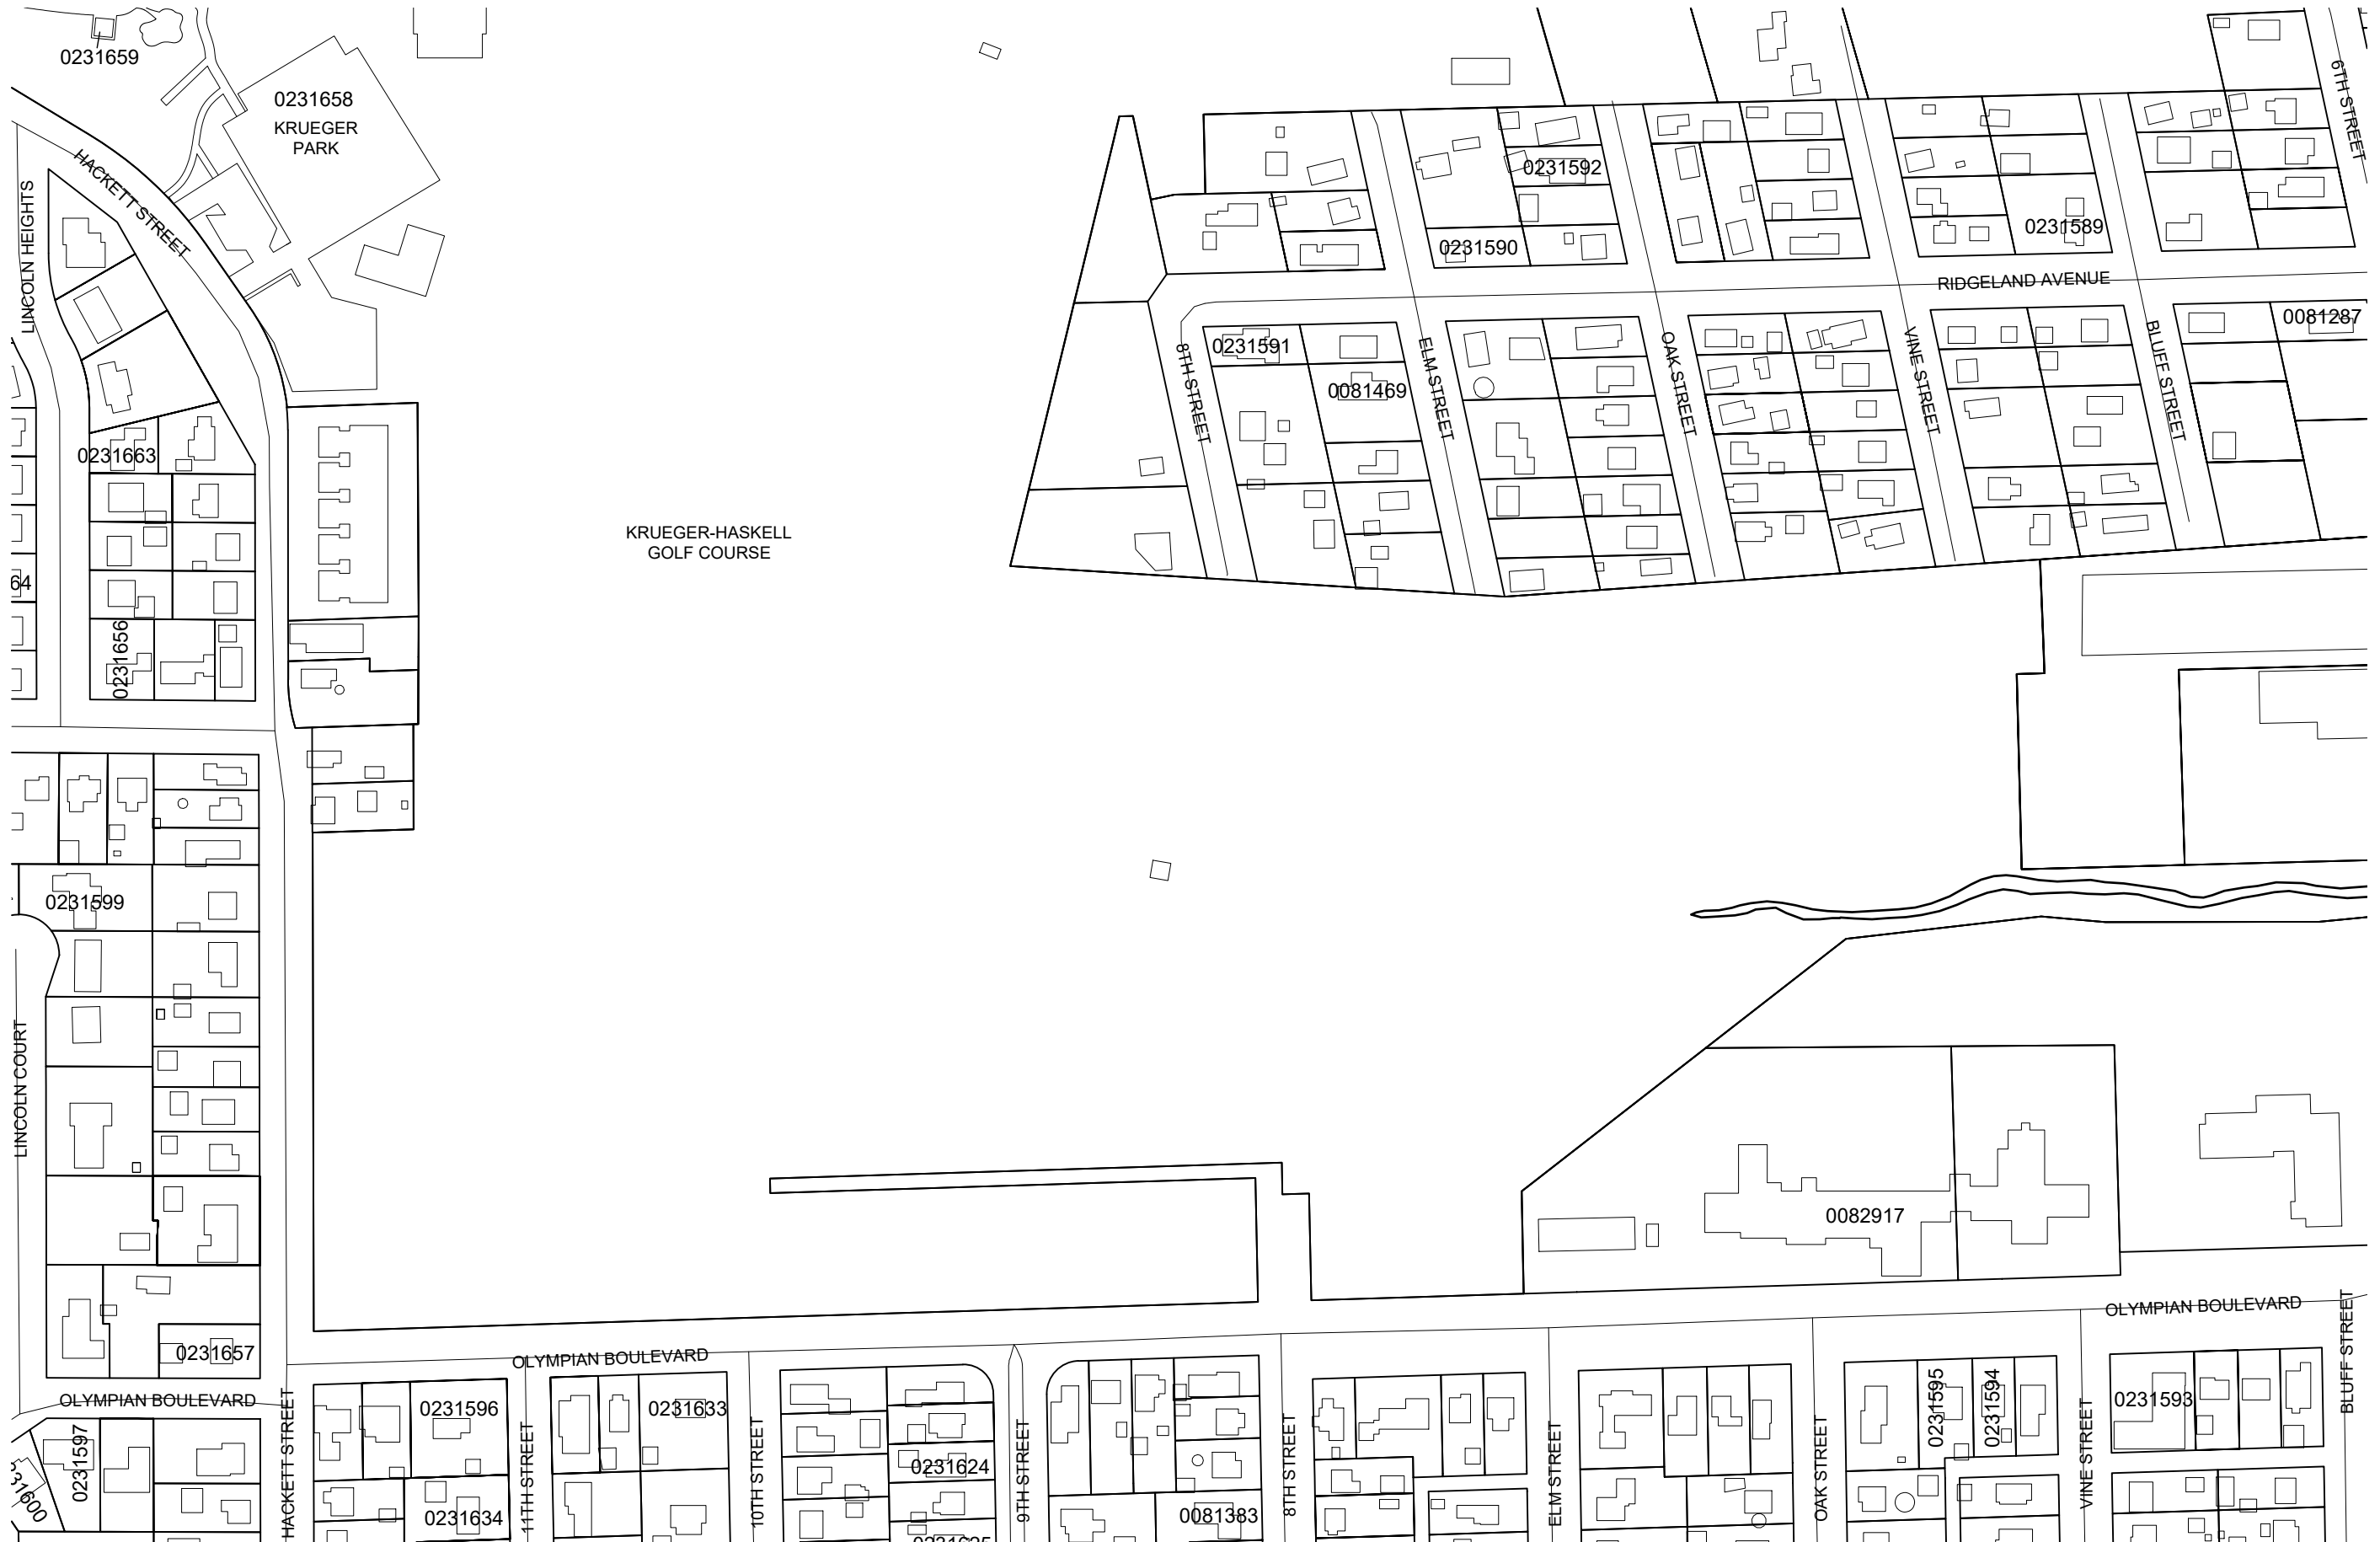 0231659
0231658
KRUEGER
PARK
HACKETT STREET
LINCOLN HEIGHTS
6TH STREET
0231592
0231590
0231589
RIDGELAND AVENUE
0081287
8TH STREET
0231591
ELM STREET
0081469
OAK STREET
VINE STREET
BLUFF STREET
0231663
KRUEGER-HASKELL
GOLF COURSE
64
0231656
0231599
LINCOLN COURT
0082917
0231657
OLYMPIAN BOULEVARD
OLYMPIAN BOULEVARD
OLYMPIAN BOULEVARD
HACKETT STREET
0231596
11TH STREET
0231633
10TH STREET
0231624
9TH STREET
8TH STREET
ELM STREET
OAK STREET
0231595
0231594
VINE STREET
0231593
BLUFF STREET
0231597
31600
0231634
0081383